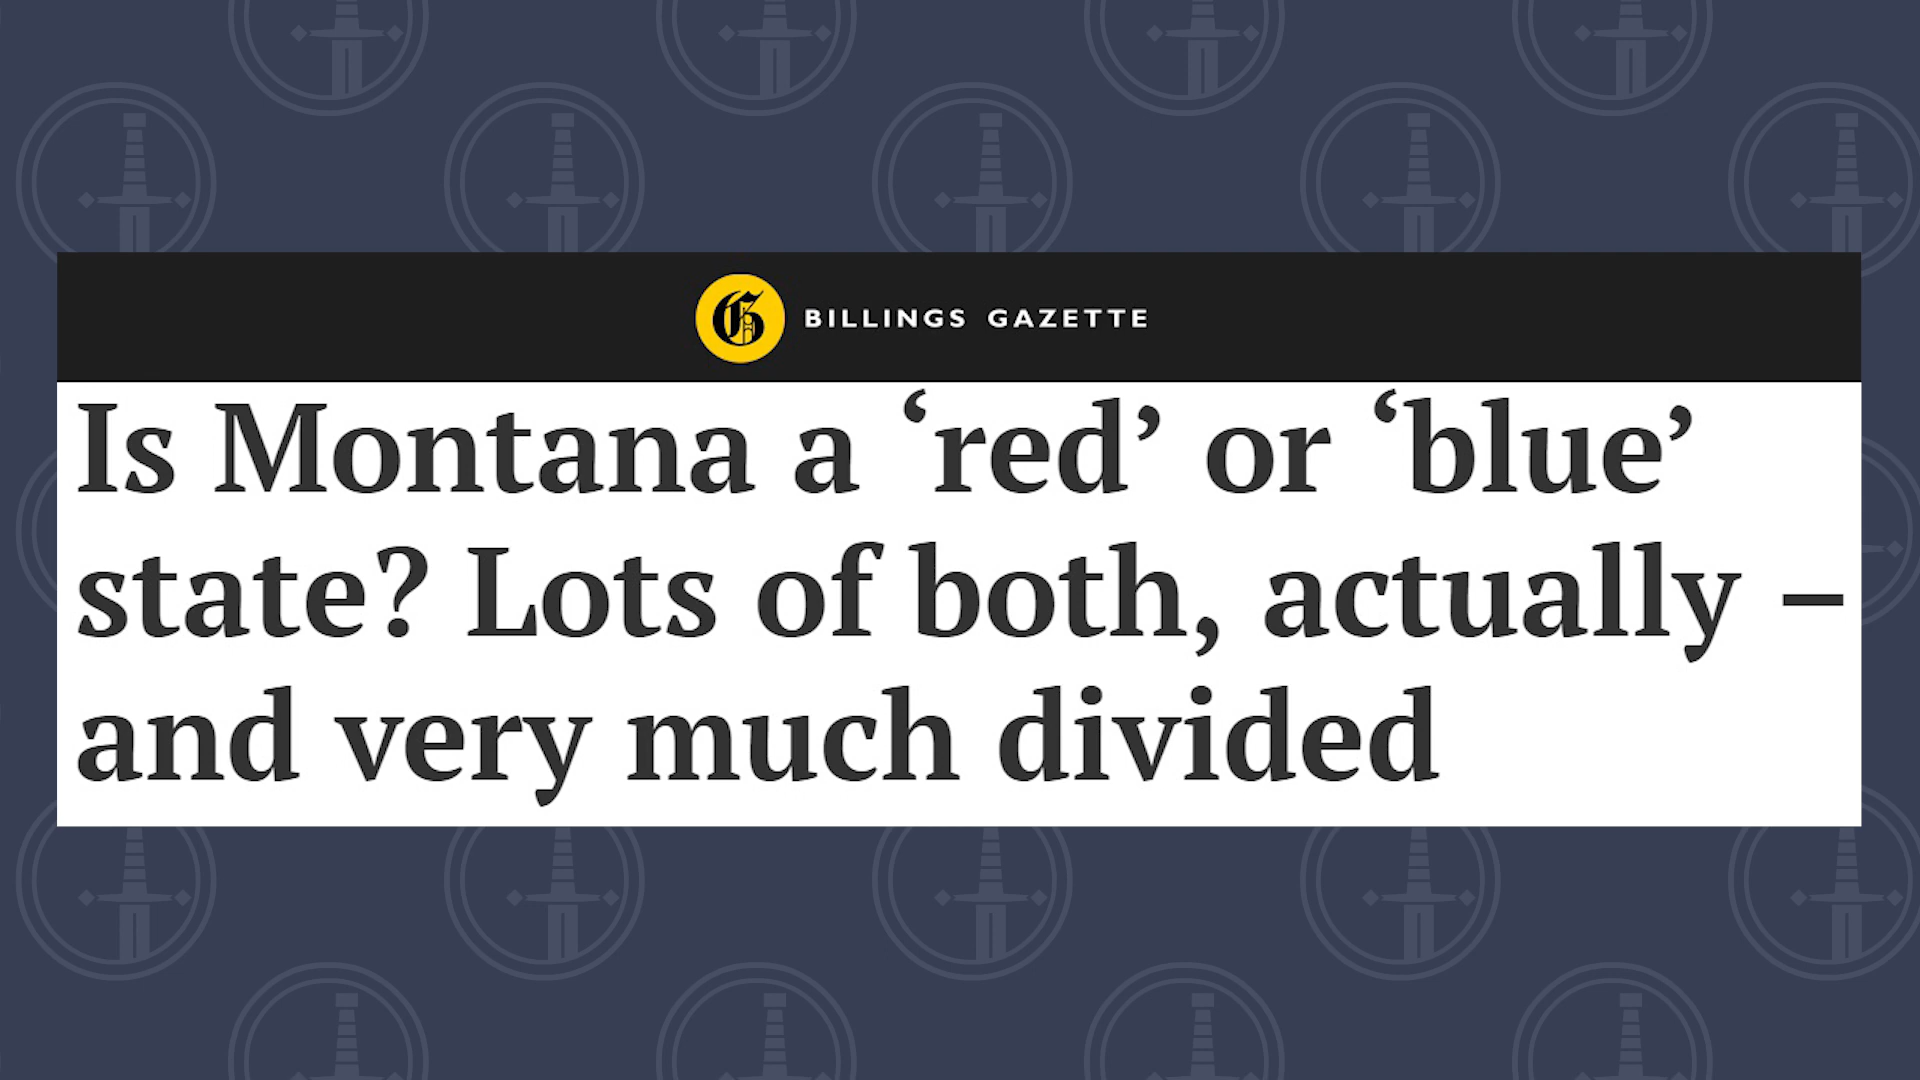 BILLINGS GAZETTE
Is Montana a ‘red’ or ‘blue’
state? Lots of both, actually –
and very much divided